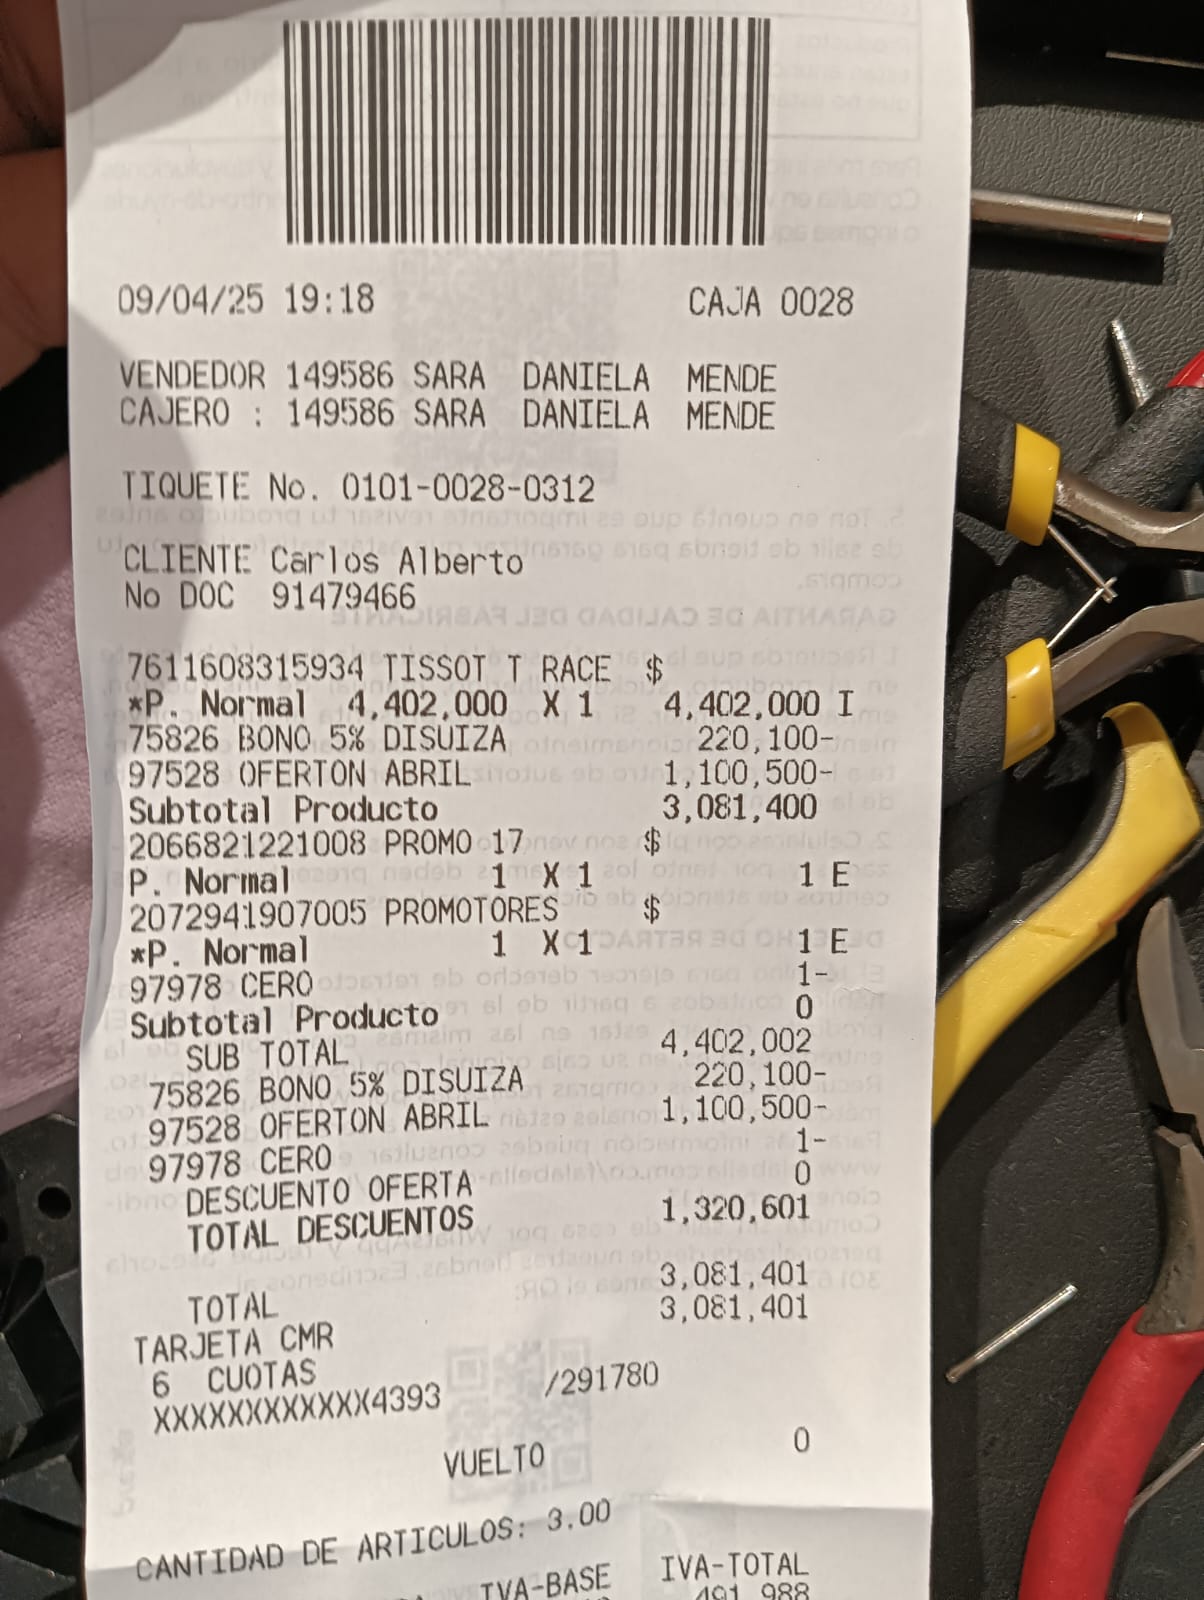 09/04/25 19:18 CAJA 0028
VENDEDOR 149586 SARA DANIELA MENDE
CAJERO : 149586 SARA DANIELA MENDE
TIQUETE No. 0101-0028-0312
CLIENTE Carlos Alberto
No DOC 91479466
7611608315934 TISSOT T RACE $
*P. Normal 4,402,000 X 1 4,402,000 I
75826 BONO 5% DISUIZA 220,100-
97528 OFERTON ABRIL 1,100,500-
Subtotal Producto 3,081,400
2066821221008 PROMO 17 $
P. Normal 1 X 1 1 E
2072941907005 PROMOTORES $
*P. Normal 1 X 1 1 E
97978 CERO 1-
Subtotal Producto 0
SUB TOTAL 4,402,002
75826 BONO 5% DISUIZA 220,100-
97528 OFERTON ABRIL 1,100,500-
97978 CERO 1-
DESCUENTO OFERTA 0
TOTAL DESCUENTOS 1,320,601
TOTAL 3,081,401
TARJETA CMR 3,081,401
6 CUOTAS
XXXXXXXXXXXX4393 /291780
VUELTO 0
CANTIDAD DE ARTICULOS: 3.00
IVA-BASE IVA-TOTAL
491,988